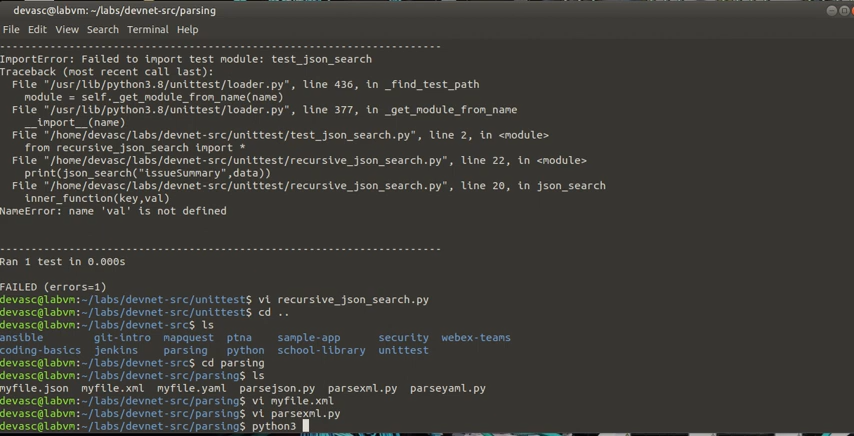 devasc@labvm: ~/labs/devnet-src/parsing
File Edit View Search Terminal Help
----------------------------------------------------------------------
ImportError: Failed to import test module: test_json_search
Traceback (most recent call last):
  File "/usr/lib/python3.8/unittest/loader.py", line 436, in _find_test_path
    module = self._get_module_from_name(name)
  File "/usr/lib/python3.8/unittest/loader.py", line 377, in _get_module_from_name
    __import__(name)
  File "/home/devasc/labs/devnet-src/unittest/test_json_search.py", line 2, in <module>
    from recursive_json_search import *
  File "/home/devasc/labs/devnet-src/unittest/recursive_json_search.py", line 22, in <module>
    print(json_search("issueSummary",data))
  File "/home/devasc/labs/devnet-src/unittest/recursive_json_search.py", line 20, in json_search
    inner_function(key,val)
NameError: name 'val' is not defined
----------------------------------------------------------------------
Ran 1 test in 0.000s
FAILED (errors=1)
devasc@labvm:~/labs/devnet-src/unittest$ vi recursive_json_search.py
devasc@labvm:~/labs/devnet-src/unittest$ cd ..
devasc@labvm:~/labs/devnet-src$ ls
ansible        git-intro  mapquest  ptna    sample-app      security  webex-teams
coding-basics  jenkins    parsing   python  school-library  unittest
devasc@labvm:~/labs/devnet-src$ cd parsing
devasc@labvm:~/labs/devnet-src/parsing$ ls
myfile.json  myfile.xml  myfile.yaml  parsejson.py  parsexml.py  parseyaml.py
devasc@labvm:~/labs/devnet-src/parsing$ vi myfile.xml
devasc@labvm:~/labs/devnet-src/parsing$ vi parsexml.py
devasc@labvm:~/labs/devnet-src/parsing$ python3